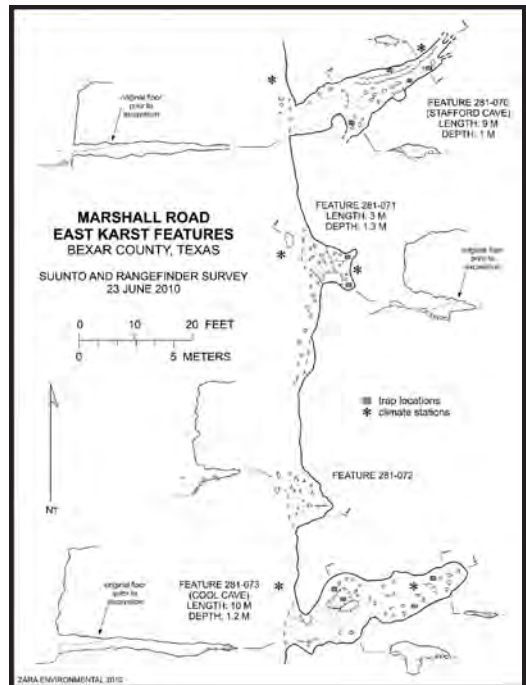 original floor
prior to
excavation
FEATURE 281-070
(STAFFORD CAVE)
LENGTH: 9 M
DEPTH: 1 M
FEATURE 281-071
LENGTH: 3 M
DEPTH: 1.3 M
MARSHALL ROAD
EAST KARST FEATURES
BEXAR COUNTY, TEXAS
SUUNTO AND RANGEFINDER SURVEY
23 JUNE 2010
0 10 20 FEET
0 5 METERS
original floor
prior to
excavation
trap locations
* climate stations
FEATURE 281-072
original floor
prior to
excavation
FEATURE 281-073
(COOL CAVE)
LENGTH: 10 M
DEPTH: 1.2 M
ZARA ENVIRONMENTAL 2010